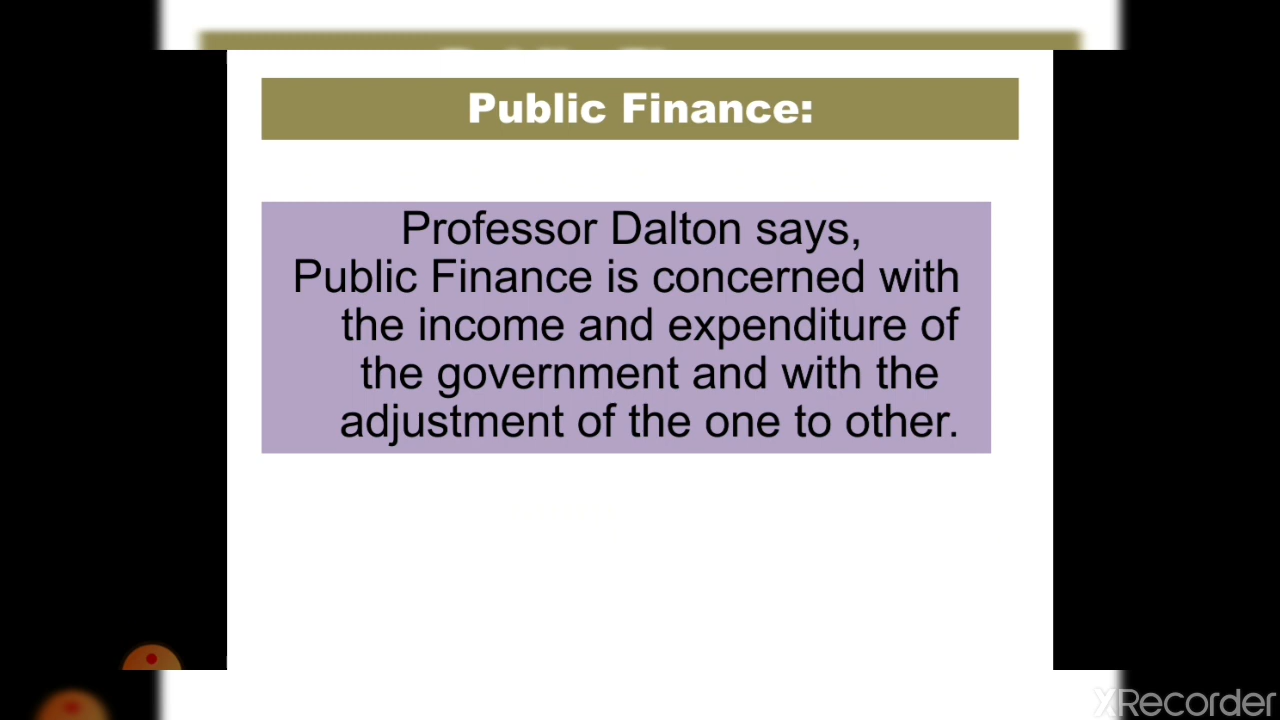 Public Finance:
Professor Dalton says,
Public Finance is concerned with
the income and expenditure of
the government and with the
adjustment of the one to other.
XRecorder